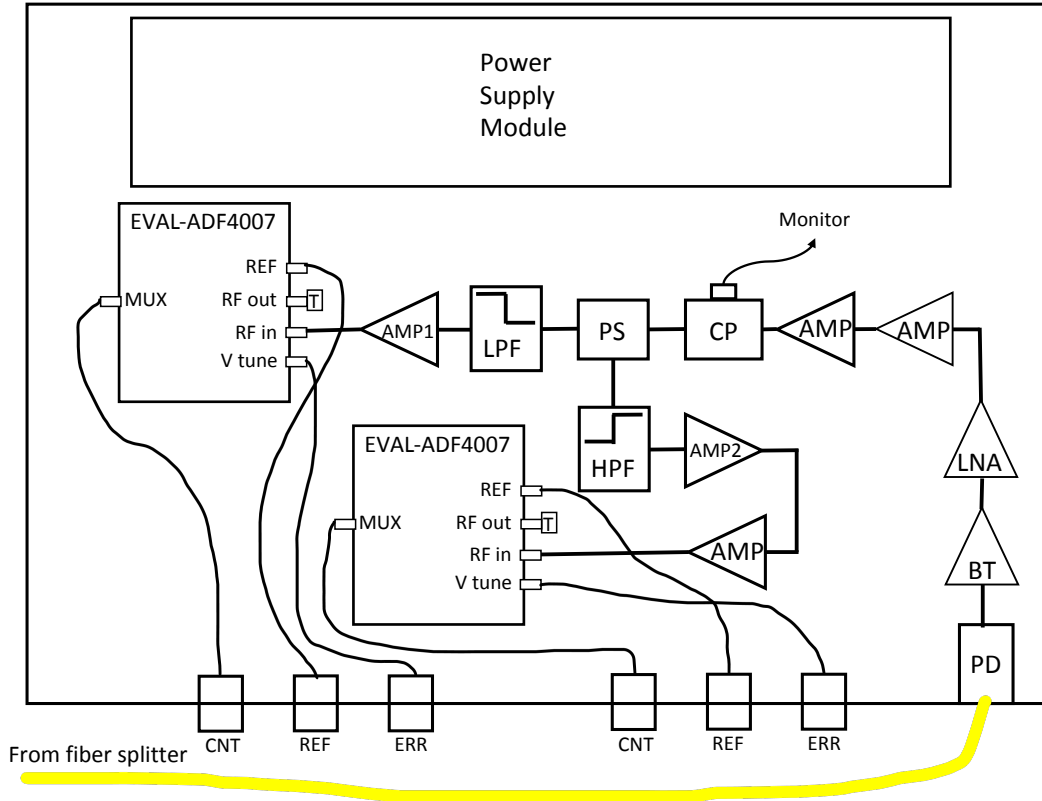 Power
Supply
Module
EVAL-ADF4007
REF
MUX
RF out
T
RF in
V tune
AMP1
LPF
PS
CP
Monitor
AMP
AMP
HPF
AMP2
LNA
BT
PD
EVAL-ADF4007
REF
MUX
RF out
T
RF in
V tune
AMP
CNT
REF
ERR
CNT
REF
ERR
From fiber splitter